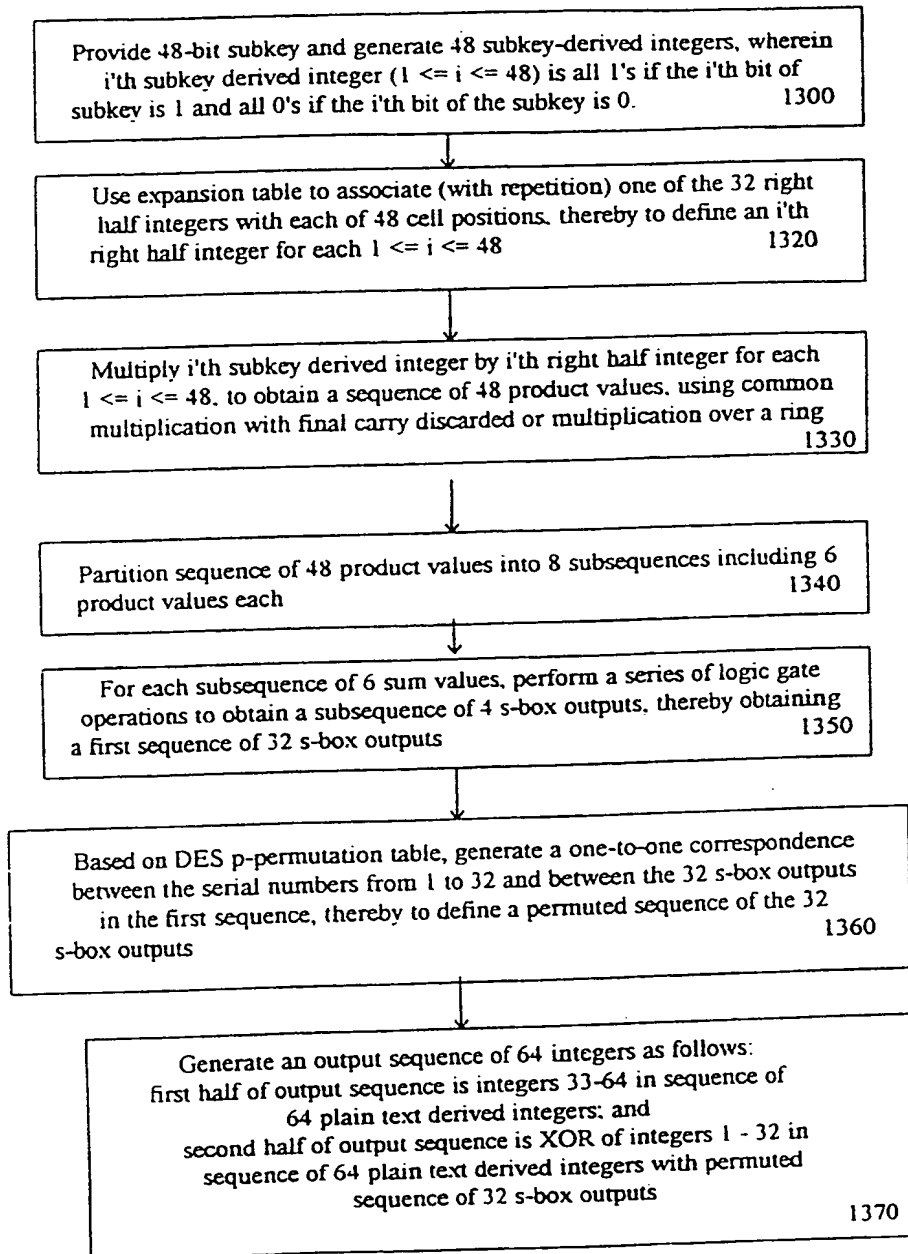 Provide 48-bit subkey and generate 48 subkey-derived integers, wherein
i'th subkey derived integer (1 <= i <= 48) is all 1's if the i'th bit of
subkey is 1 and all 0's if the i'th bit of the subkey is 0.
1300
Use expansion table to associate (with repetition) one of the 32 right
half integers with each of 48 cell positions, thereby to define an i'th
right half integer for each 1 <= i <= 48
1320
Multiply i'th subkey derived integer by i'th right half integer for each
1 <= i <= 48, to obtain a sequence of 48 product values, using common
multiplication with final carry discarded or multiplication over a ring
1330
Partition sequence of 48 product values into 8 subsequences including 6
product values each
1340
For each subsequence of 6 sum values, perform a series of logic gate
operations to obtain a subsequence of 4 s-box outputs, thereby obtaining
a first sequence of 32 s-box outputs
1350
Based on DES p-permutation table, generate a one-to-one correspondence
between the serial numbers from 1 to 32 and between the 32 s-box outputs
in the first sequence, thereby to define a permuted sequence of the 32
s-box outputs
1360
Generate an output sequence of 64 integers as follows:
first half of output sequence is integers 33-64 in sequence of
64 plain text derived integers; and
second half of output sequence is XOR of integers 1 - 32 in
sequence of 64 plain text derived integers with permuted
sequence of 32 s-box outputs
1370